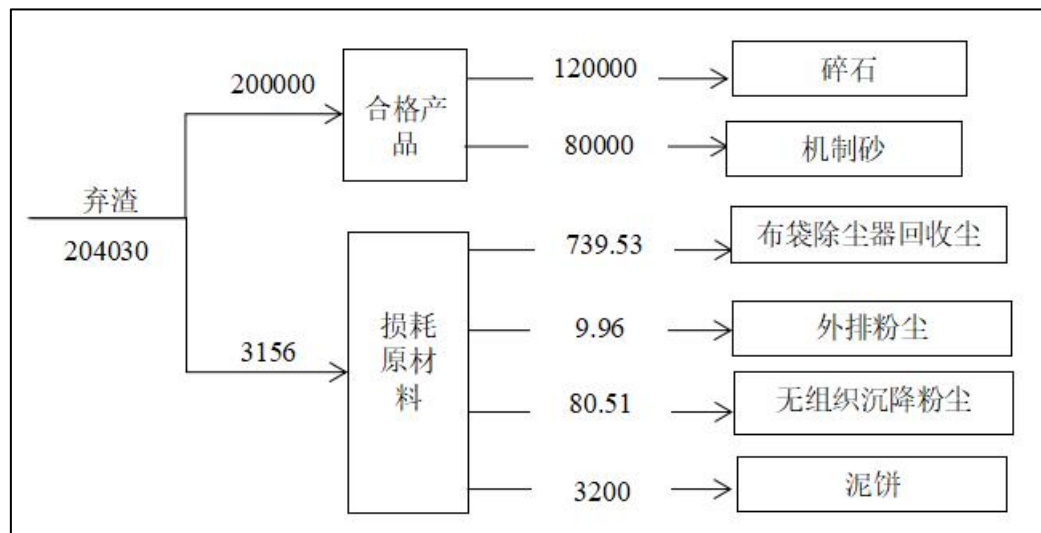 200000
合格产
品
120000
碎石
80000
机制砂
弃渣
204030
3156
损耗
原材
料
739.53
布袋除尘器回收尘
9.96
外排粉尘
80.51
无组织沉降粉尘
3200
泥饼